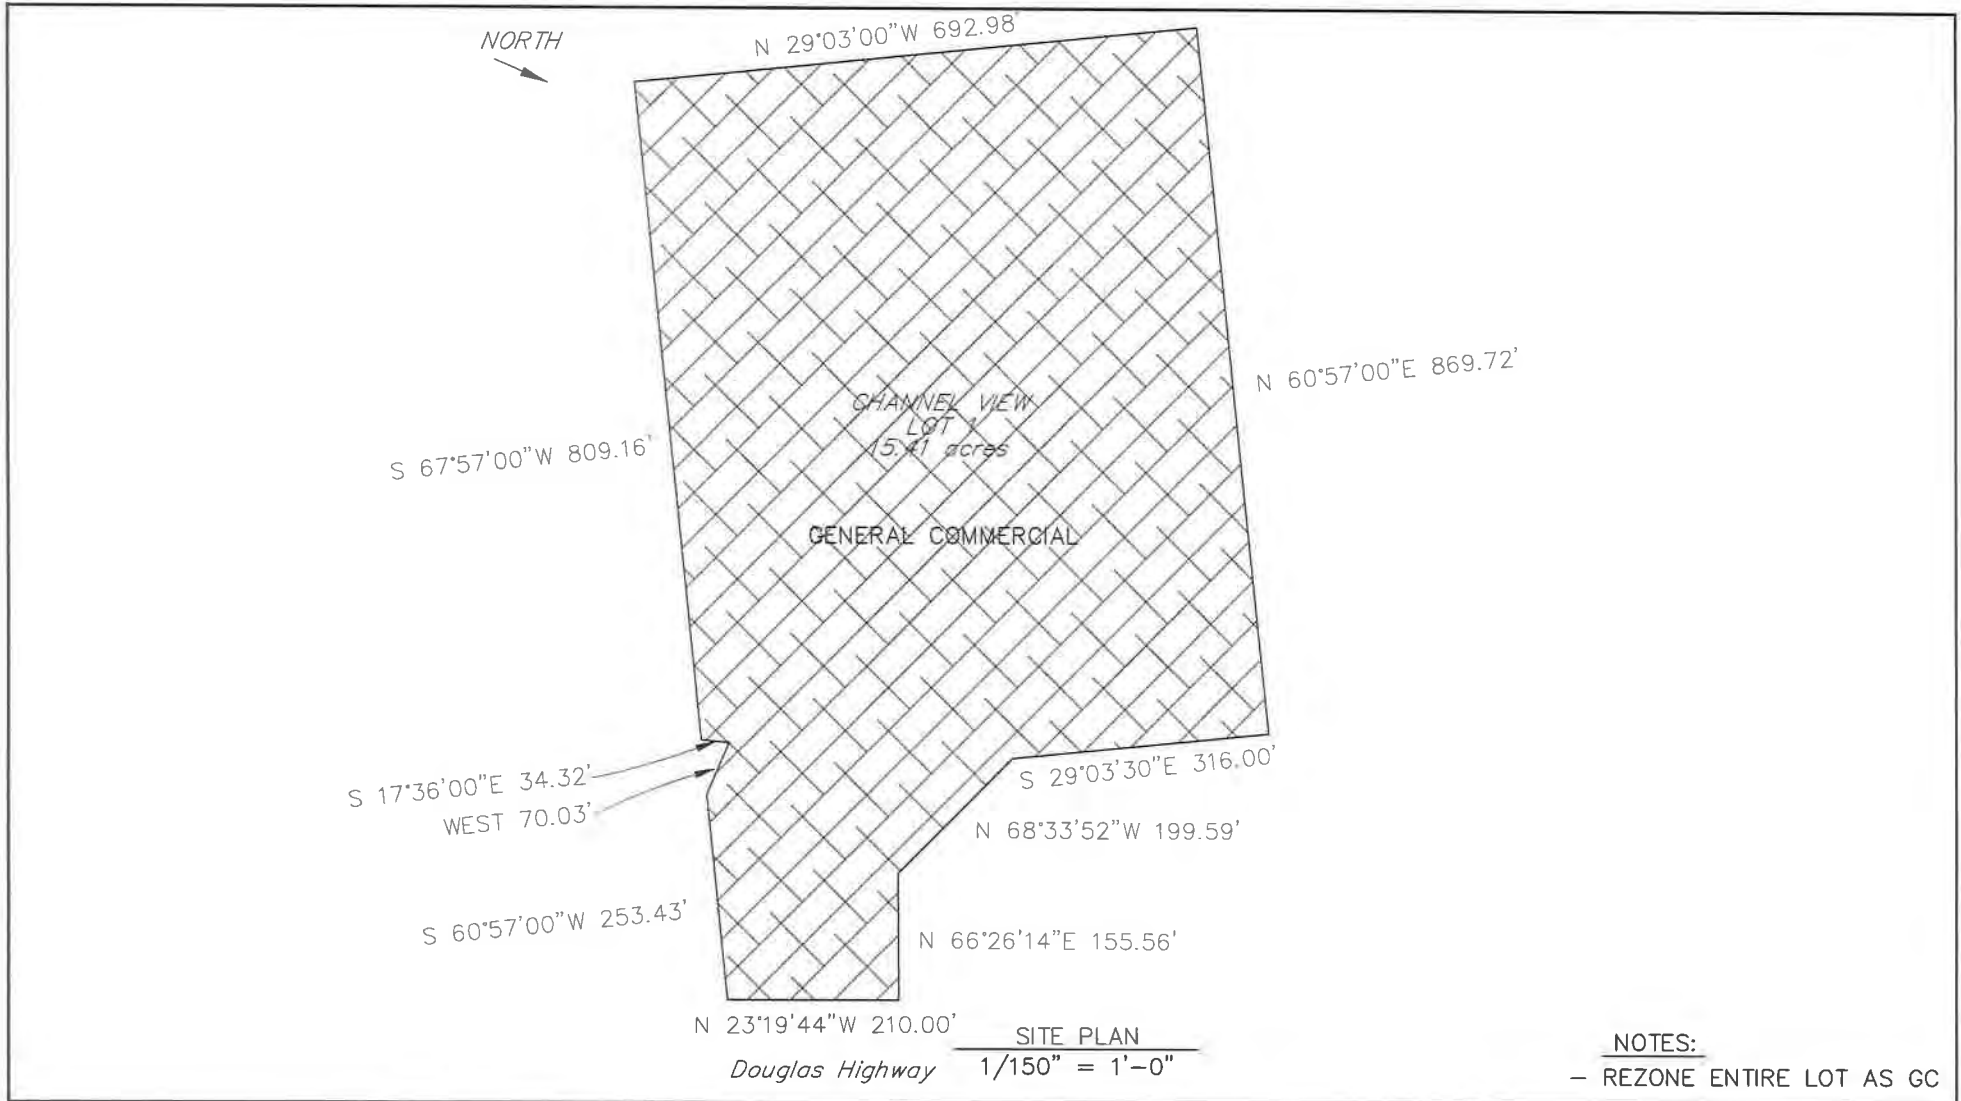 NORTH
N 29°03'00"W 692.98'
N 60°57'00"E 869.72'
CHANNEL VIEW
LOT 1
15.41 acres
S 67°57'00"W 809.16'
GENERAL COMMERCIAL
S 17°36'00"E 34.32'
WEST 70.03'
S 29°03'30"E 316.00'
N 68°33'52"W 199.59'
S 60°57'00"W 253.43'
N 66°26'14"E 155.56'
N 23°19'44"W 210.00'
SITE PLAN
Douglas Highway 1/150" = 1'-0"
NOTES:
- REZONE ENTIRE LOT AS GC